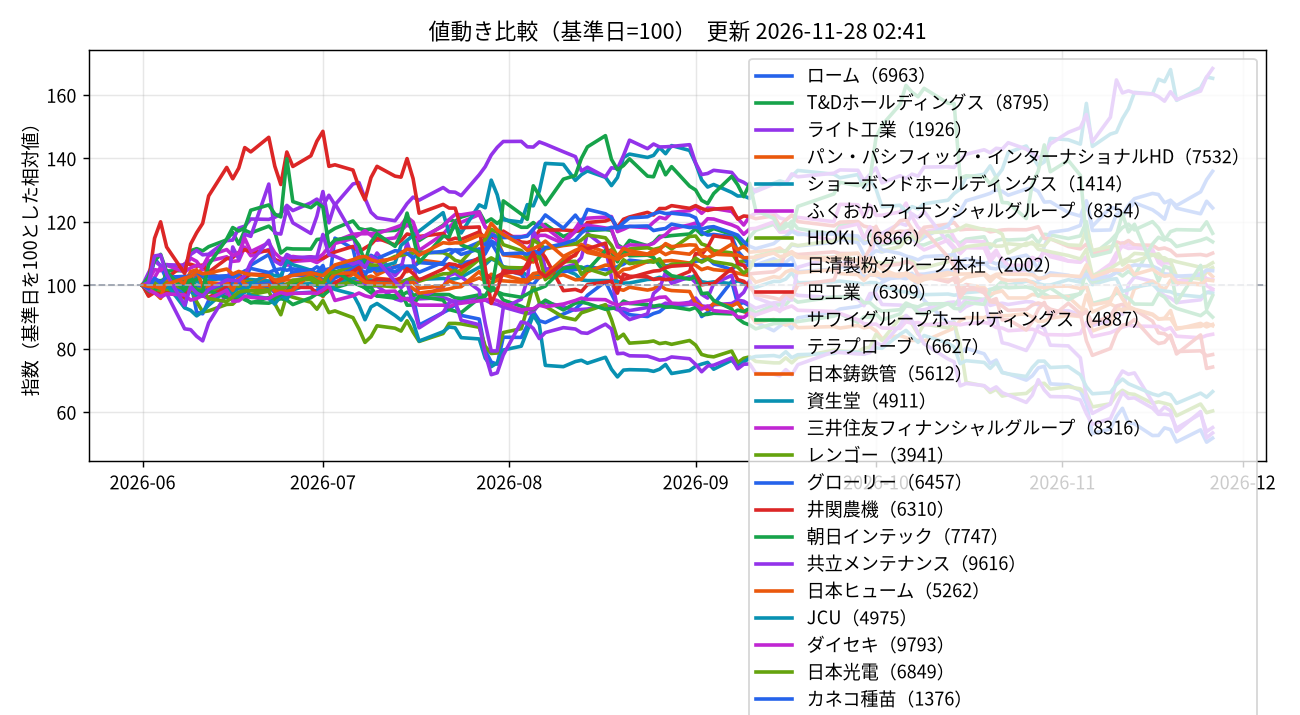 値動き比較（基準日=100）　更新 2026-11-28 02:41
指数（基準日を100とした相対値）
160
140
120
100
80
60
2026-06
2026-07
2026-08
2026-09
2026-10
2026-11
2026-12
ローム（6963）
T&Dホールディングス（8795）
ライト工業（1926）
パン・パシフィック・インターナショナルHD（7532）
ショーボンドホールディングス（1414）
ふくおかフィナンシャルグループ（8354）
HIOKI（6866）
日清製粉グループ本社（2002）
巴工業（6309）
サワイグループホールディングス（4887）
テラプローブ（6627）
日本鋳鉄管（5612）
資生堂（4911）
三井住友フィナンシャルグループ（8316）
レンゴー（3941）
グローリー（6457）
井関農機（6310）
朝日インテック（7747）
共立メンテナンス（9616）
日本ヒューム（5262）
JCU（4975）
ダイセキ（9793）
日本光電（6849）
カネコ種苗（1376）